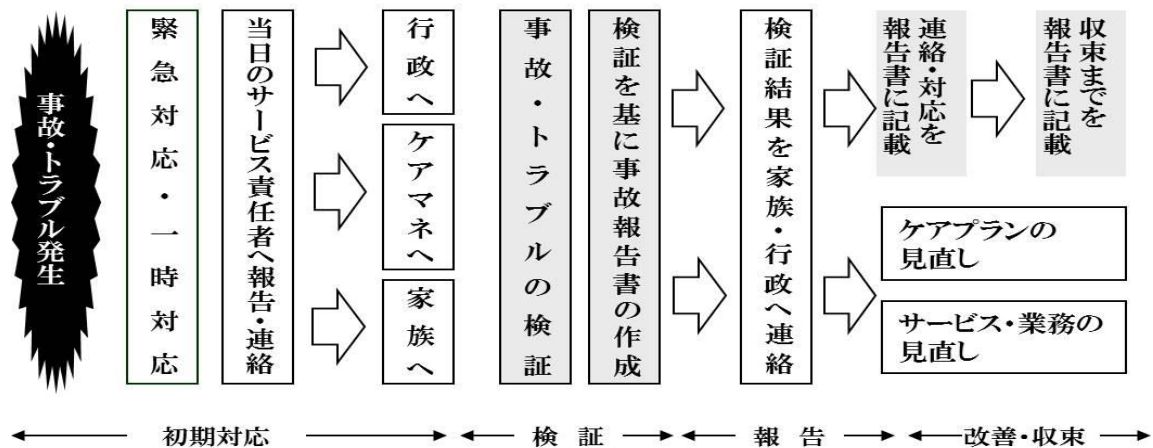 事故・トラブル発生
緊急対応・一時対応
当日のサービス責任者へ報告・連絡
行政へ
ケアマネへ
家族へ
事故・トラブルの検証
検証を基に事故報告書の作成
検証結果を家族・行政へ連絡
連絡・対応を
報告書に記載
収束までを
報告書に記載
ケアプランの
見直し
サービス・業務の
見直し
初期対応
検証
報告
改善・収束